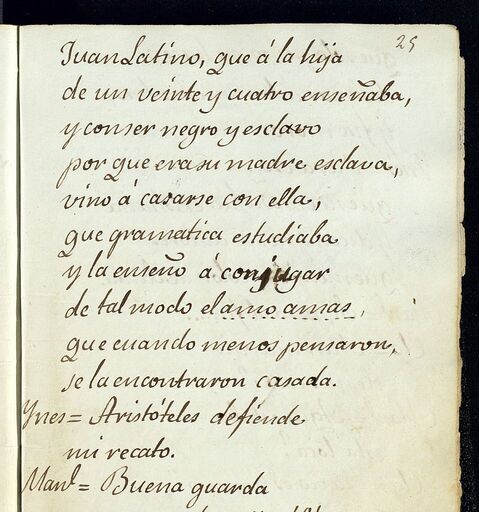 25
Juan Latino, que á la hija
de un veinte y cuatro enseñaba,
y con ser negro y esclavo
por que era su madre esclava,
vino á casarse con ella,
que gramatica estudiaba
y la enseñó á conjugar
de tal modo el amo amas,
que cuando menos pensaron,
se la encontraron casada.
Ynes = Aristóteles defiende
mi recato.
Manl = Buena guarda